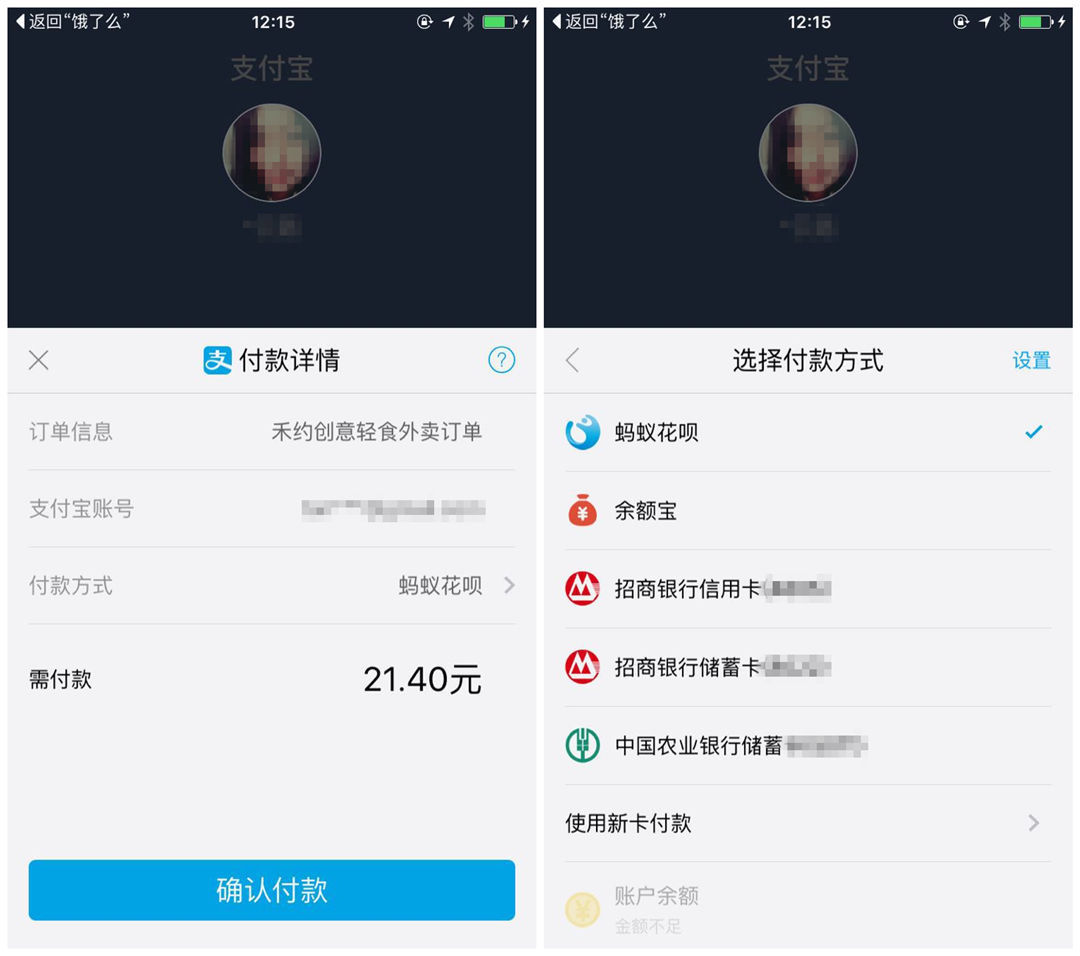 返回“饿了么”
12:15
支付宝
付款详情
订单信息 禾约创意轻食外卖订单
支付宝账号
付款方式 蚂蚁花呗
需付款 21.40元
确认付款
返回“饿了么”
12:15
支付宝
选择付款方式 设置
蚂蚁花呗
余额宝
招商银行信用卡
招商银行储蓄卡
中国农业银行储蓄
使用新卡付款
账户余额
金额不足